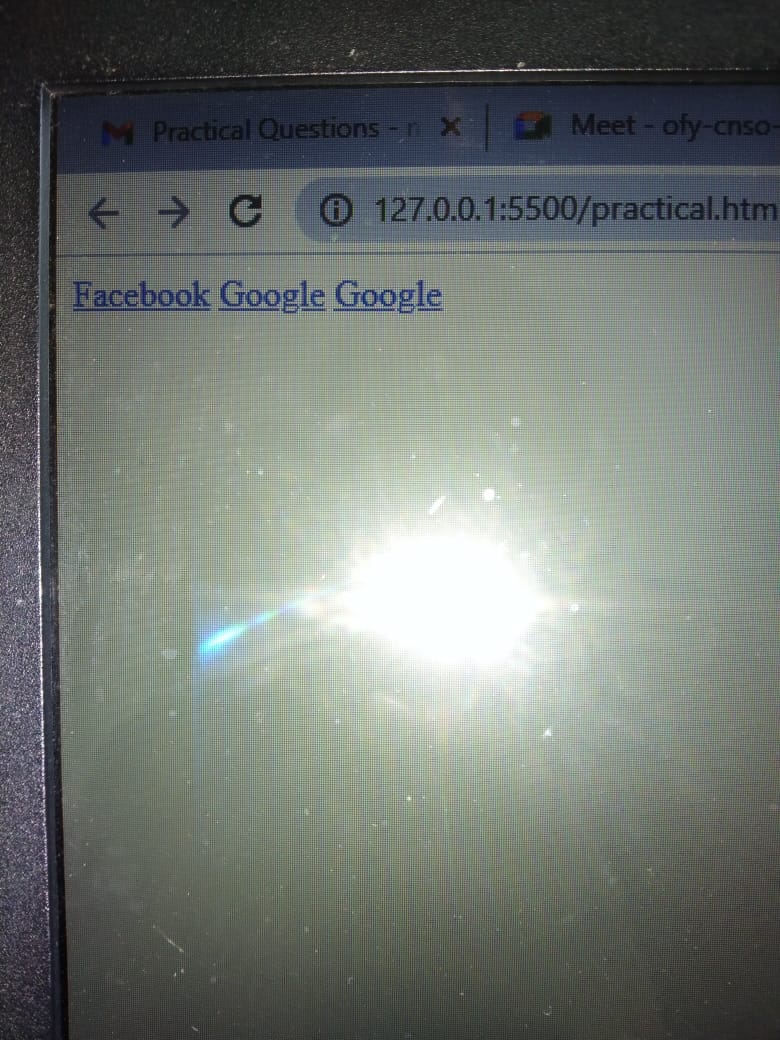 Practical Questions - n
Meet - ofy-cnso-
127.0.0.1:5500/practical.htm
Facebook Google Google